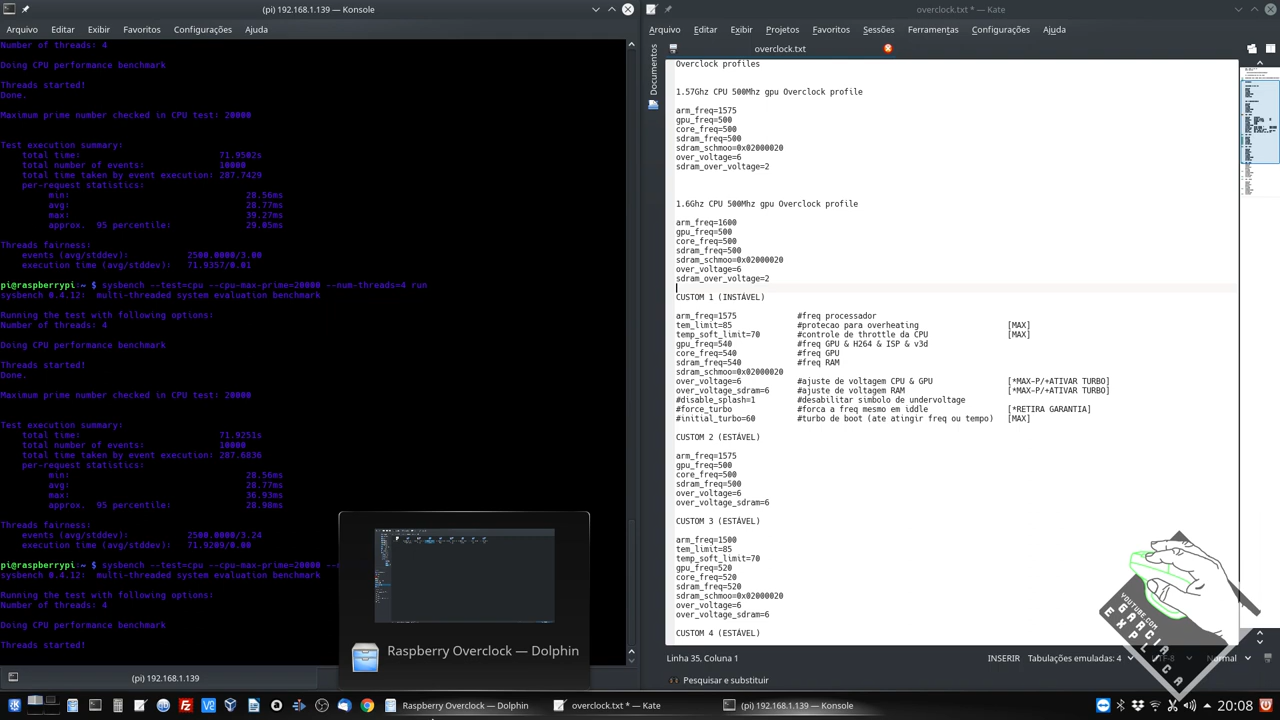 (pi) 192.168.1.139 — Konsole
Arquivo Editar Exibir Favoritos Configurações Ajuda
Number of threads: 4
Doing CPU performance benchmark
Threads started!
Done.
Maximum prime number checked in CPU test: 20000
Test execution summary:
total time: 71.9502s
total number of events: 10000
total time taken by event execution: 287.7429
per-request statistics:
min: 28.56ms
avg: 28.77ms
max: 39.27ms
approx. 95 percentile: 29.05ms
Threads fairness:
events (avg/stddev): 2500.0000/3.00
execution time (avg/stddev): 71.9357/0.01
pi@raspberrypi:~ $ sysbench --test=cpu --cpu-max-prime=20000 --num-threads=4 run
sysbench 0.4.12: multi-threaded system evaluation benchmark
Running the test with following options:
Number of threads: 4
Doing CPU performance benchmark
Threads started!
Done.
Maximum prime number checked in CPU test: 20000
Test execution summary:
total time: 71.9251s
total number of events: 10000
total time taken by event execution: 287.6836
per-request statistics:
min: 28.56ms
avg: 28.77ms
max: 36.93ms
approx. 95 percentile: 28.98ms
Threads fairness:
events (avg/stddev): 2500.0000/3.24
execution time (avg/stddev): 71.9209/0.00
pi@raspberrypi:~ $ sysbench --test=cpu --cpu-max-prime=20000 --
sysbench 0.4.12: multi-threaded system evaluation benchmark
Running the test with following options:
Number of threads: 4
Doing CPU performance benchmark
Threads started!
Raspberry Overclock — Dolphin
(pi) 192.168.1.139
overclock.txt * — Kate
Arquivo Editar Exibir Projetos Favoritos Sessões Ferramentas Configurações Ajuda
overclock.txt
Documentos
Overclock profiles
1.57Ghz CPU 500Mhz gpu Overclock profile
arm_freq=1575
gpu_freq=500
core_freq=500
sdram_freq=500
sdram_schmoo=0x02000020
over_voltage=6
sdram_over_voltage=2
1.6Ghz CPU 500Mhz gpu Overclock profile
arm_freq=1600
gpu_freq=500
core_freq=500
sdram_freq=500
sdram_schmoo=0x02000020
over_voltage=6
sdram_over_voltage=2
CUSTOM 1 (INSTÁVEL)
arm_freq=1575 #freq processador
tem_limit=85 #protecao para overheating [MAX]
temp_soft_limit=70 #controle de throttle da CPU [MAX]
gpu_freq=540 #freq GPU & H264 & ISP & v3d
core_freq=540 #freq GPU
sdram_freq=540 #freq RAM
sdram_schmoo=0x02000020
over_voltage=6 #ajuste de voltagem CPU & GPU [*MAX-P/+ATIVAR TURBO]
over_voltage_sdram=6 #ajuste de voltagem RAM [*MAX-P/+ATIVAR TURBO]
#disable_splash=1 #desabilitar simbolo de undervoltage
#force_turbo #forca a freq mesmo em iddle [*RETIRA GARANTIA]
#initial_turbo=60 #turbo de boot (ate atingir freq ou tempo) [MAX]
CUSTOM 2 (ESTÁVEL)
arm_freq=1575
gpu_freq=500
core_freq=500
sdram_freq=500
over_voltage=6
over_voltage_sdram=6
CUSTOM 3 (ESTÁVEL)
arm_freq=1500
tem_limit=85
temp_soft_limit=70
gpu_freq=520
core_freq=520
sdram_freq=520
sdram_schmoo=0x02000020
over_voltage=6
over_voltage_sdram=6
CUSTOM 4 (ESTÁVEL)
Linha 35, Coluna 1 INSERIR Tabulações emuladas: 4 UTF-8 Normal
Pesquisar e substituir
YOUTUBE.COM
EGARCIA
EXPLICA
Raspberry Overclock — Dolphin overclock.txt * — Kate (pi) 192.168.1.139 — Konsole 20:08